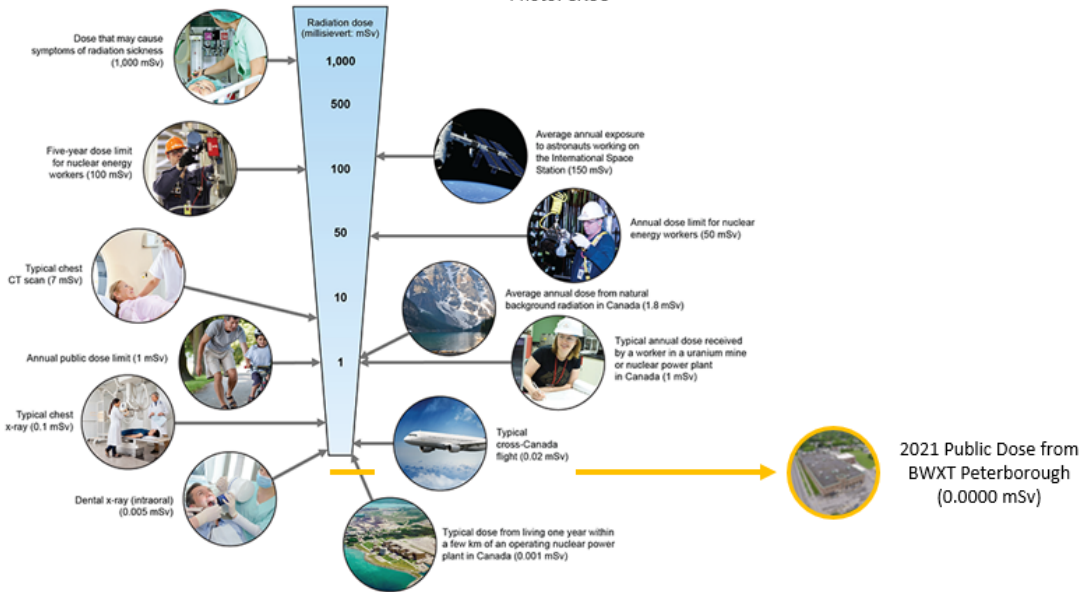 Radiation dose
(millisievert: mSv)
1,000
500
100
50
10
1
Dose that may cause
symptoms of radiation sickness
(1,000 mSv)
Five-year dose limit
for nuclear energy
workers (100 mSv)
Typical chest
CT scan (7 mSv)
Annual public dose limit (1 mSv)
Typical chest
x-ray (0.1 mSv)
Dental x-ray (intraoral)
(0.005 mSv)
Average annual exposure
to astronauts working on
the International Space
Station (150 mSv)
Annual dose limit for nuclear
energy workers (50 mSv)
Average annual dose from natural
background radiation in Canada (1.8 mSv)
Typical annual dose received
by a worker in a uranium mine
or nuclear power plant
in Canada (1 mSv)
Typical
cross-Canada
flight (0.02 mSv)
Typical dose from living one year within
a few km of an operating nuclear power
plant in Canada (0.001 mSv)
2021 Public Dose from
BWXT Peterborough
(0.0000 mSv)